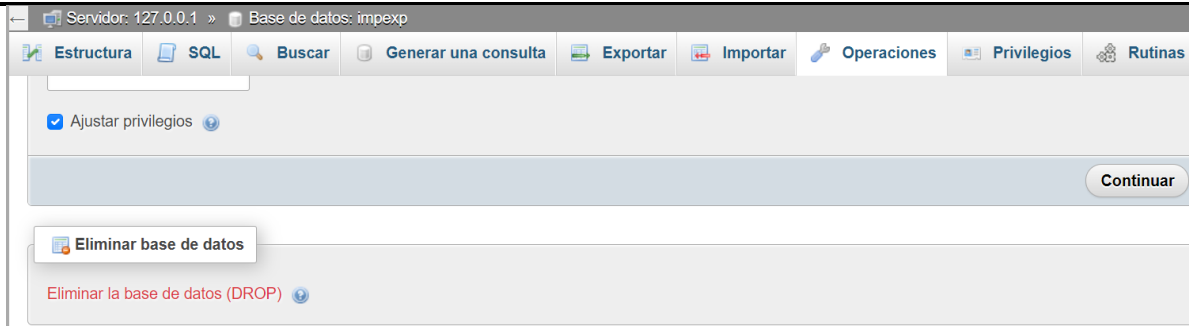 Servidor: 127.0.0.1 » Base de datos: impexp
Estructura SQL Buscar Generar una consulta Exportar Importar Operaciones Privilegios Rutinas
Ajustar privilegios
Continuar
Eliminar base de datos
Eliminar la base de datos (DROP)